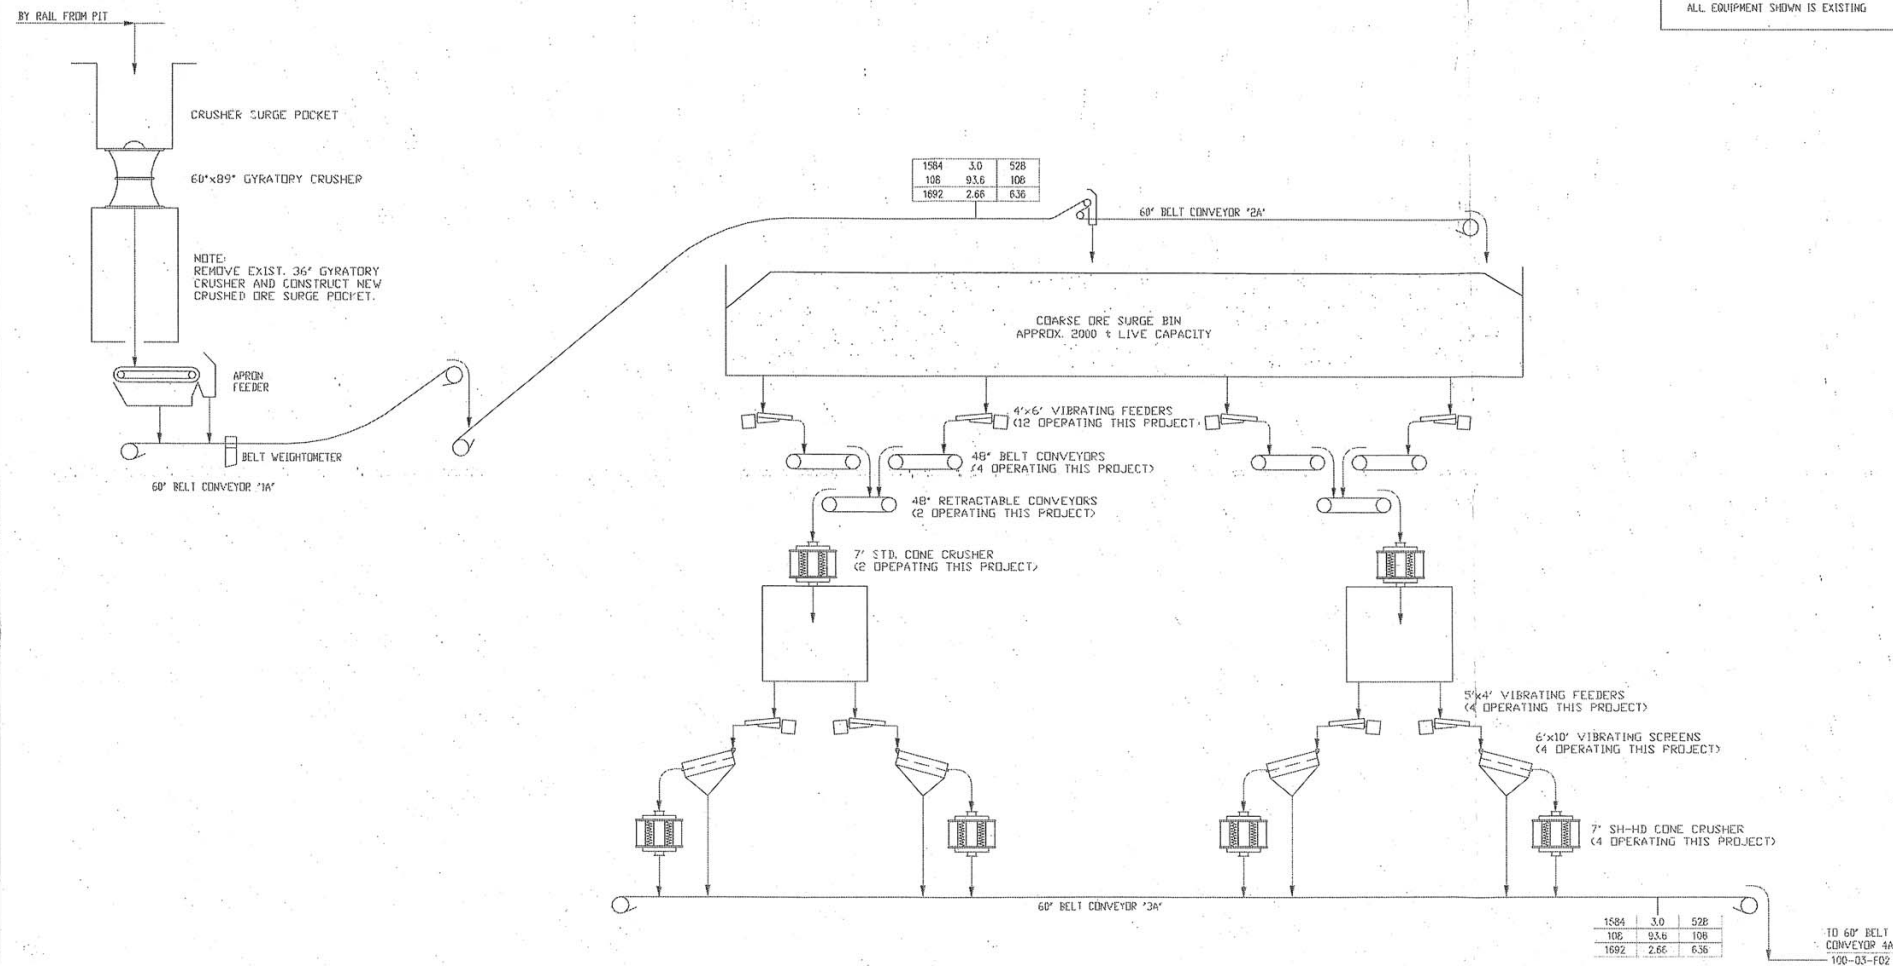 BY RAIL FROM PIT
ALL EQUIPMENT SHOWN IS EXISTING
CRUSHER SURGE POCKET
60"x89" GYRATORY CRUSHER
NOTE:
REMOVE EXIST. 36" GYRATORY
CRUSHER AND CONSTRUCT NEW
CRUSHED ORE SURGE POCKET.
APRON
FEEDER
BELT WEIGHTOMETER
60" BELT CONVEYOR "1A"
1584 3.0 528
108 93.6 108
1692 2.66 636
60" BELT CONVEYOR "2A"
COARSE ORE SURGE BIN
APPROX. 2000 t LIVE CAPACITY
4'x6' VIBRATING FEEDERS
(12 OPERATING THIS PROJECT)
48" BELT CONVEYORS
(4 OPERATING THIS PROJECT)
48" RETRACTABLE CONVEYORS
(2 OPERATING THIS PROJECT)
7' STD. CONE CRUSHER
(2 OPERATING THIS PROJECT)
5'x4' VIBRATING FEEDERS
(4 OPERATING THIS PROJECT)
6'x10' VIBRATING SCREENS
(4 OPERATING THIS PROJECT)
7' SH-HD CONE CRUSHER
(4 OPERATING THIS PROJECT)
60" BELT CONVEYOR "3A"
1584 3.0 528
108 93.6 108
1692 2.66 636
TO 60" BELT
CONVEYOR 4A
100-03-F02